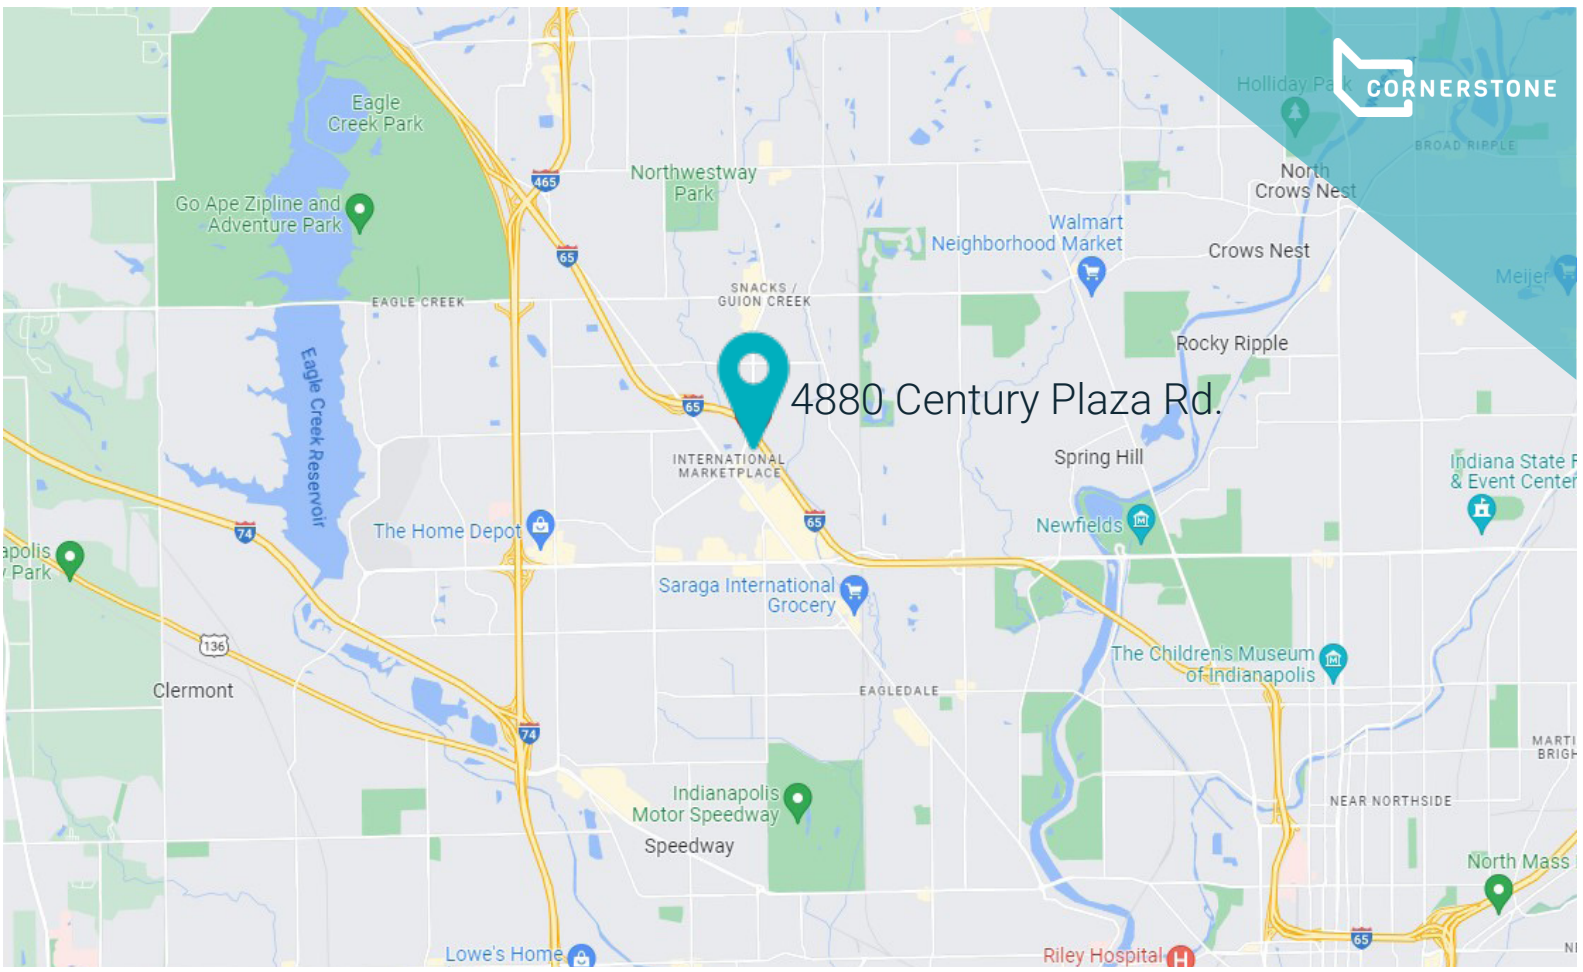 CORNERSTONE
Holliday Park
BROAD RIPPLE
Eagle
Creek Park
465
Northwestway
Park
North
Crows Nest
Go Ape Zipline and
Adventure Park
Walmart
Neighborhood Market
Crows Nest
65
Meijer
SNACKS /
GUION CREEK
EAGLE CREEK
Rocky Ripple
Eagle Creek Reservoir
65
4880 Century Plaza Rd.
INTERNATIONAL
MARKETPLACE
Spring Hill
Indiana State F
& Event Center
The Home Depot
74
65
Newfields
apolis
y Park
Saraga International
Grocery
136
The Children's Museum
of Indianapolis
Clermont
EAGLEDALE
74
MARTI
BRIGH
Indianapolis
Motor Speedway
NEAR NORTHSIDE
Speedway
North Mass
65
Lowe's Home
Riley Hospital
H